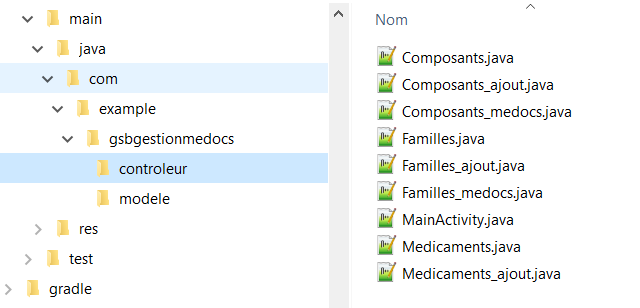 main
java
com
example
gsbgestionmedocs
controleur
modele
res
test
gradle
Nom
Composants.java
Composants_ajout.java
Composants_medocs.java
Familles.java
Familles_ajout.java
Familles_medocs.java
MainActivity.java
Medicaments.java
Medicaments_ajout.java